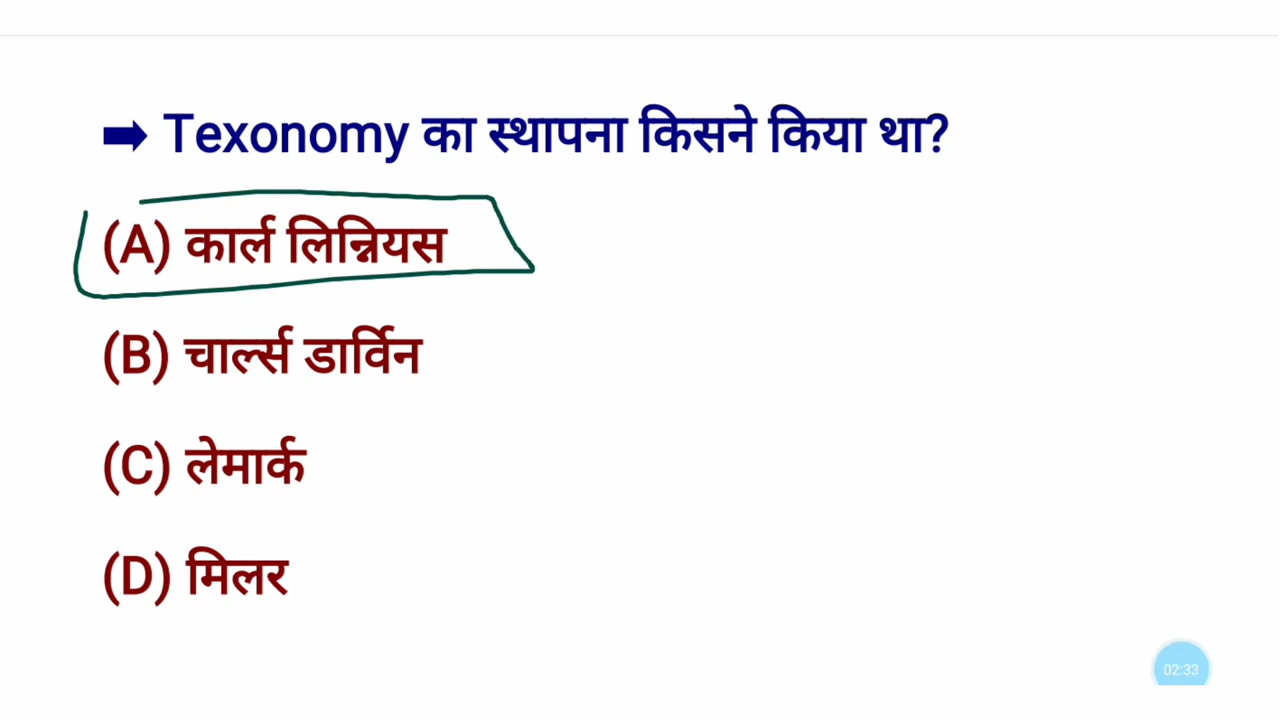 ➡ Texonomy का स्थापना किसने किया था?
(A) कार्ल लिन्नियस
(B) चार्ल्स डार्विन
(C) लेमार्क
(D) मिलर
02:33